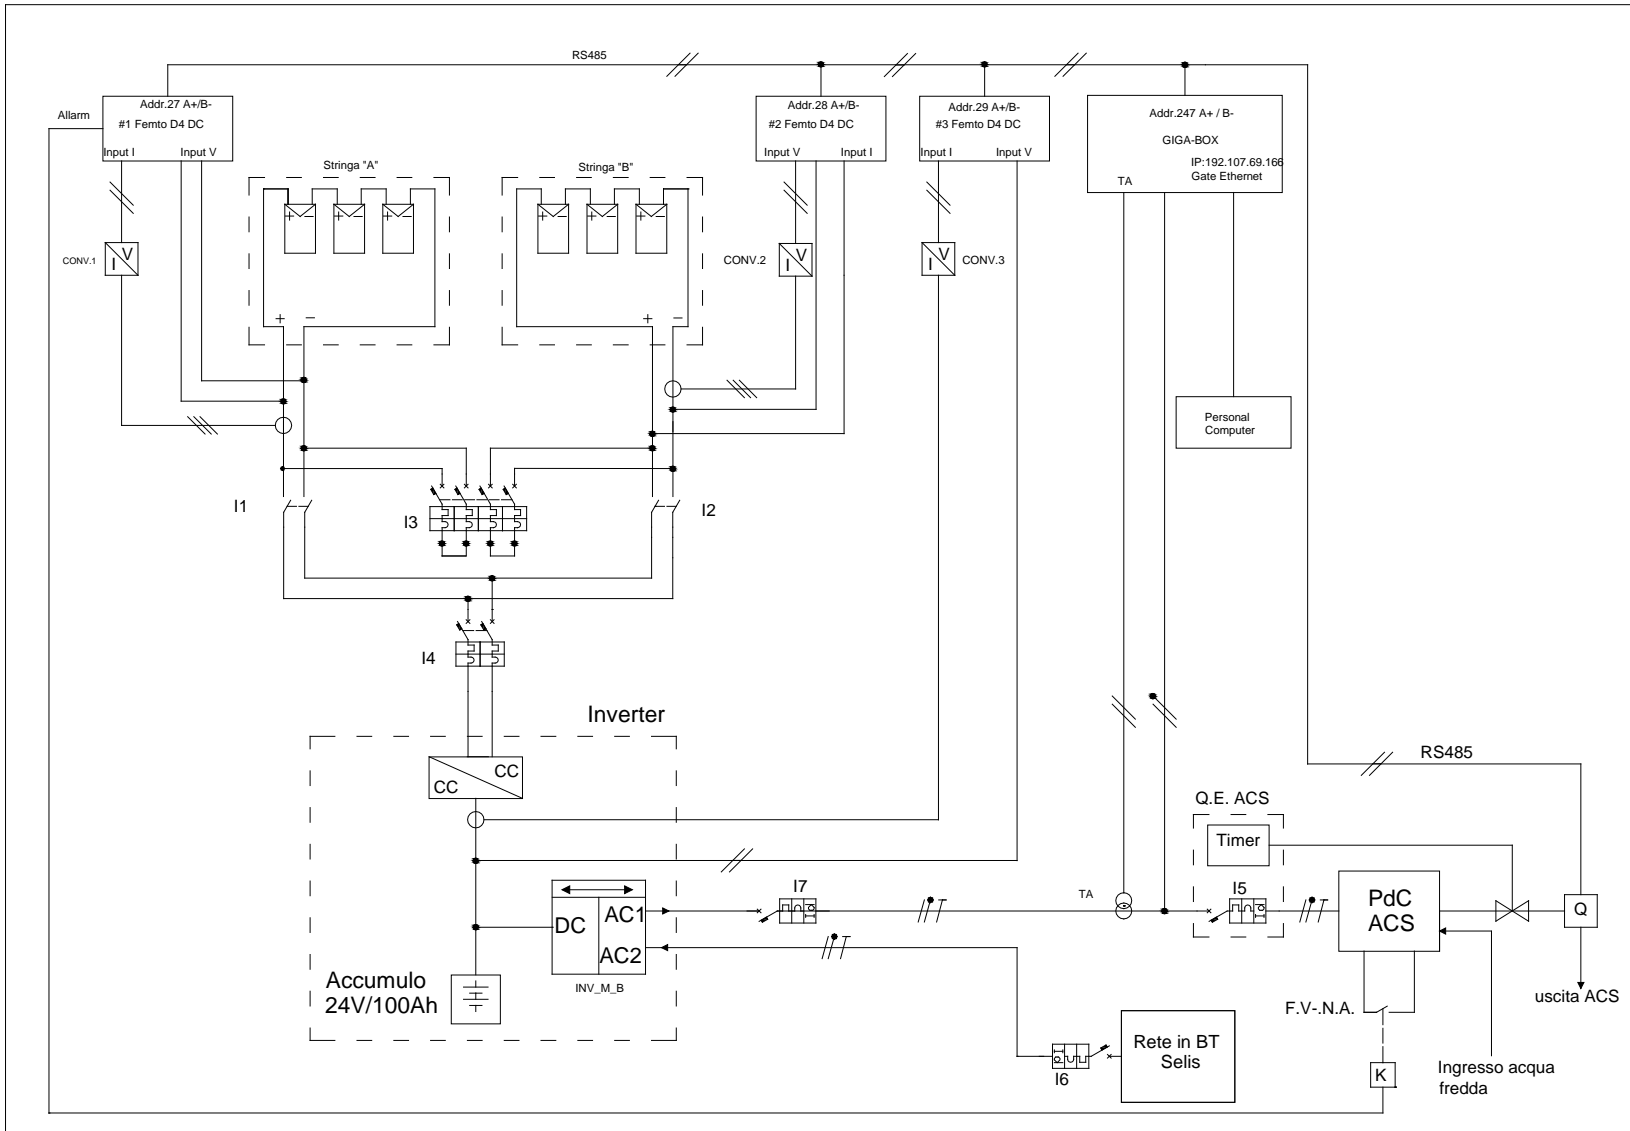 RS485
Allarm
Addr.27 A+/B-
#1 Femto D4 DC
Input I
Input V
Addr.28 A+/B-
#2 Femto D4 DC
Input V
Input I
Addr.29 A+/B-
#3 Femto D4 DC
Input I
Input V
Addr.247 A+ / B-
GIGA-BOX
IP:192.107.69.166
Gate Ethernet
TA
Stringa "A"
Stringa "B"
+
-
+
-
+
-
+
-
+
-
+
-
CONV.1
V
I
CONV.2
V
I
V
I
CONV.3
+
-
+
-
Personal
Computer
I1
I3
I2
I4
Inverter
CC
CC
RS485
Q.E. ACS
Timer
I7
TA
I5
DC
AC1
AC2
INV_M_B
PdC
ACS
Q
Accumulo
24V/100Ah
uscita ACS
F.V-.N.A.
Rete in BT
Selis
I6
K
Ingresso acqua
fredda